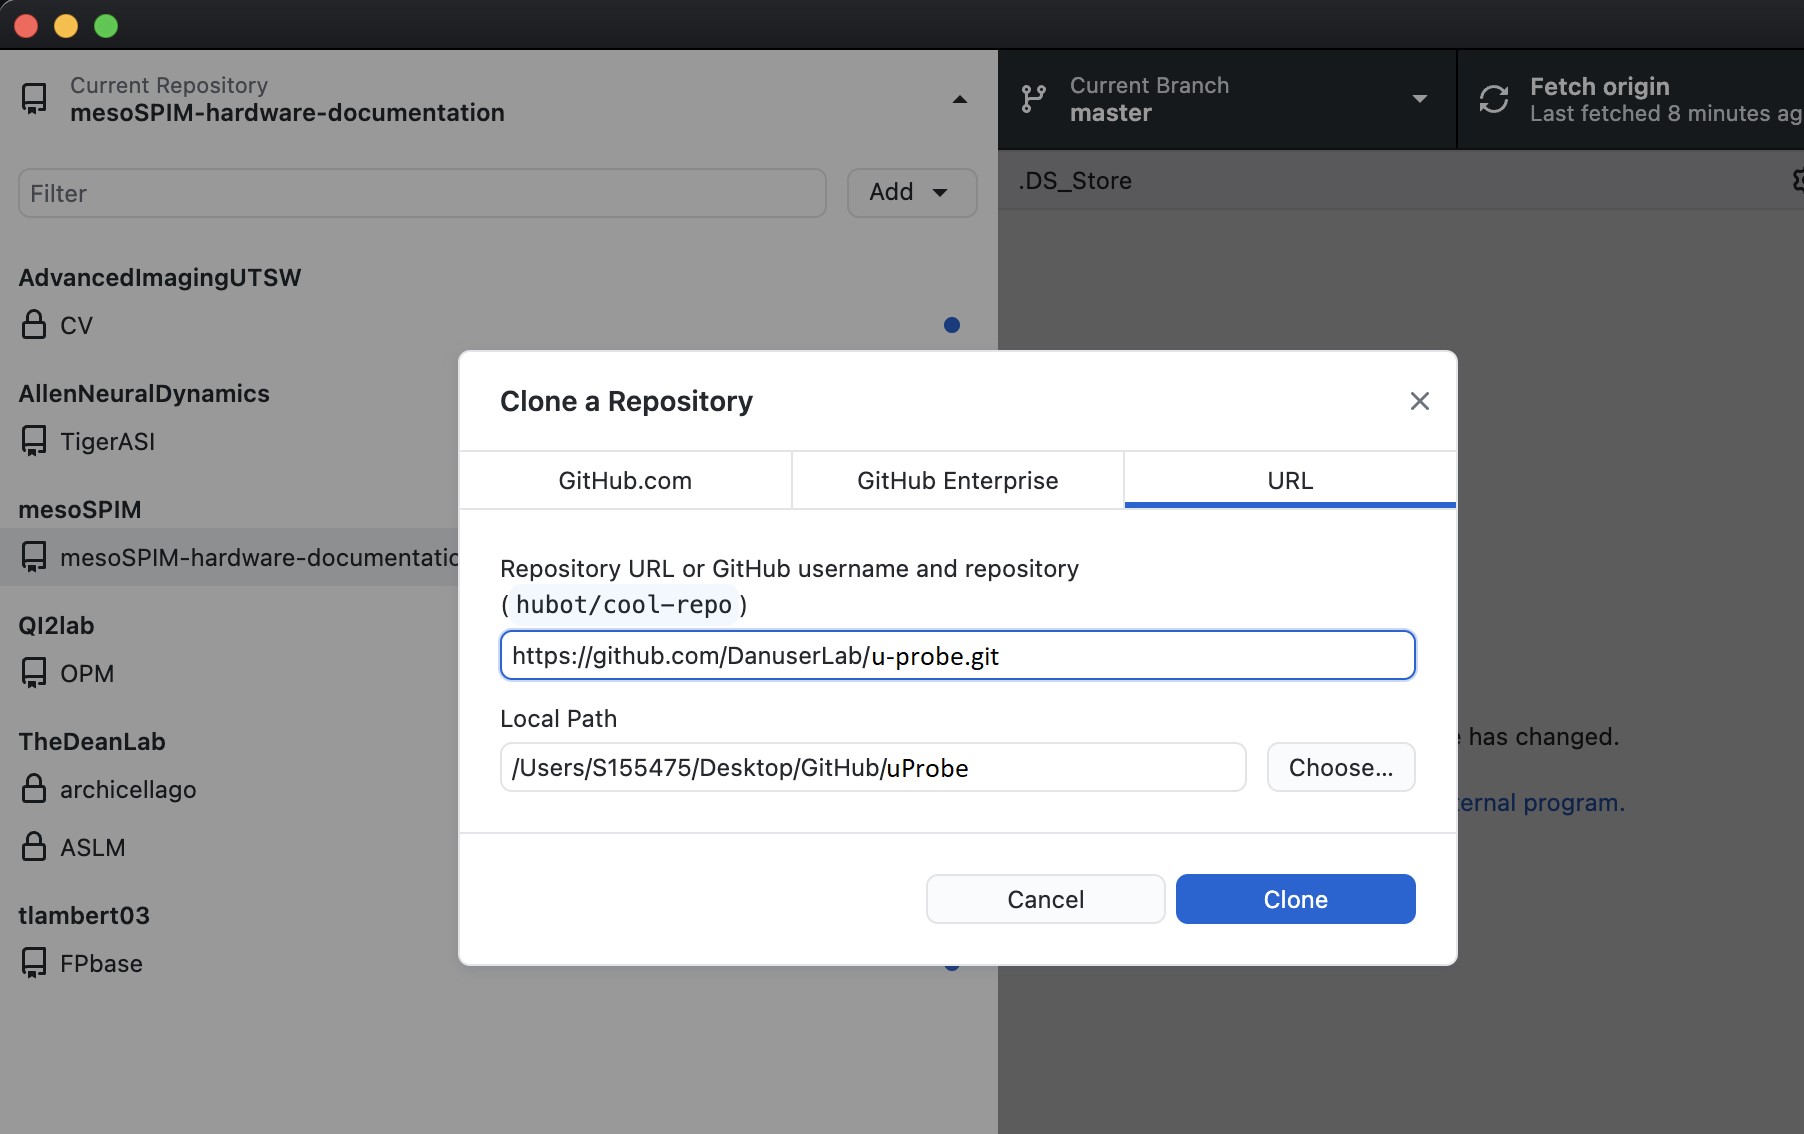 Current Repository
mesoSPIM-hardware-documentation
Current Branch
master
Fetch origin
Last fetched 8 minutes ag
Filter
Add
.DS_Store
AdvancedImagingUTSW
CV
AllenNeuralDynamics
TigerASI
mesoSPIM
mesoSPIM-hardware-documentatio
QI2lab
OPM
TheDeanLab
archicellago
ASLM
tlambert03
FPbase
Clone a Repository
GitHub.com
GitHub Enterprise
URL
Repository URL or GitHub username and repository
(hubot/cool-repo)
https://github.com/DanuserLab/u-probe.git
Local Path
/Users/S155475/Desktop/GitHub/uProbe
Choose...
Cancel
Clone
has changed.
ternal program.